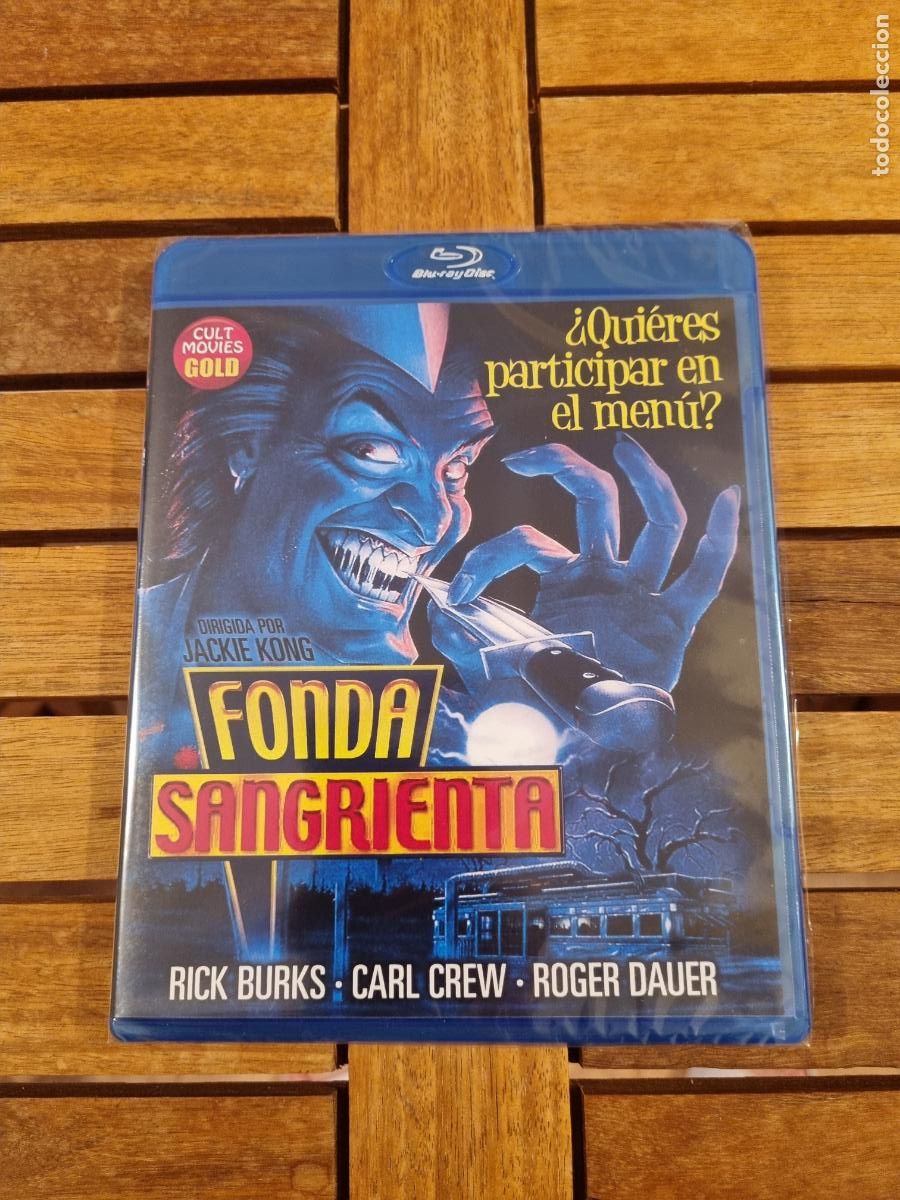 todocoleccion
Blu-ray Disc
CULT
MOVIES
GOLD
¿Quiéres
participar en
el menú?
DIRIGIDA POR
JACKIE KONG
FONDA
SANGRIENTA
RICK BURKS · CARL CREW · ROGER DAUER